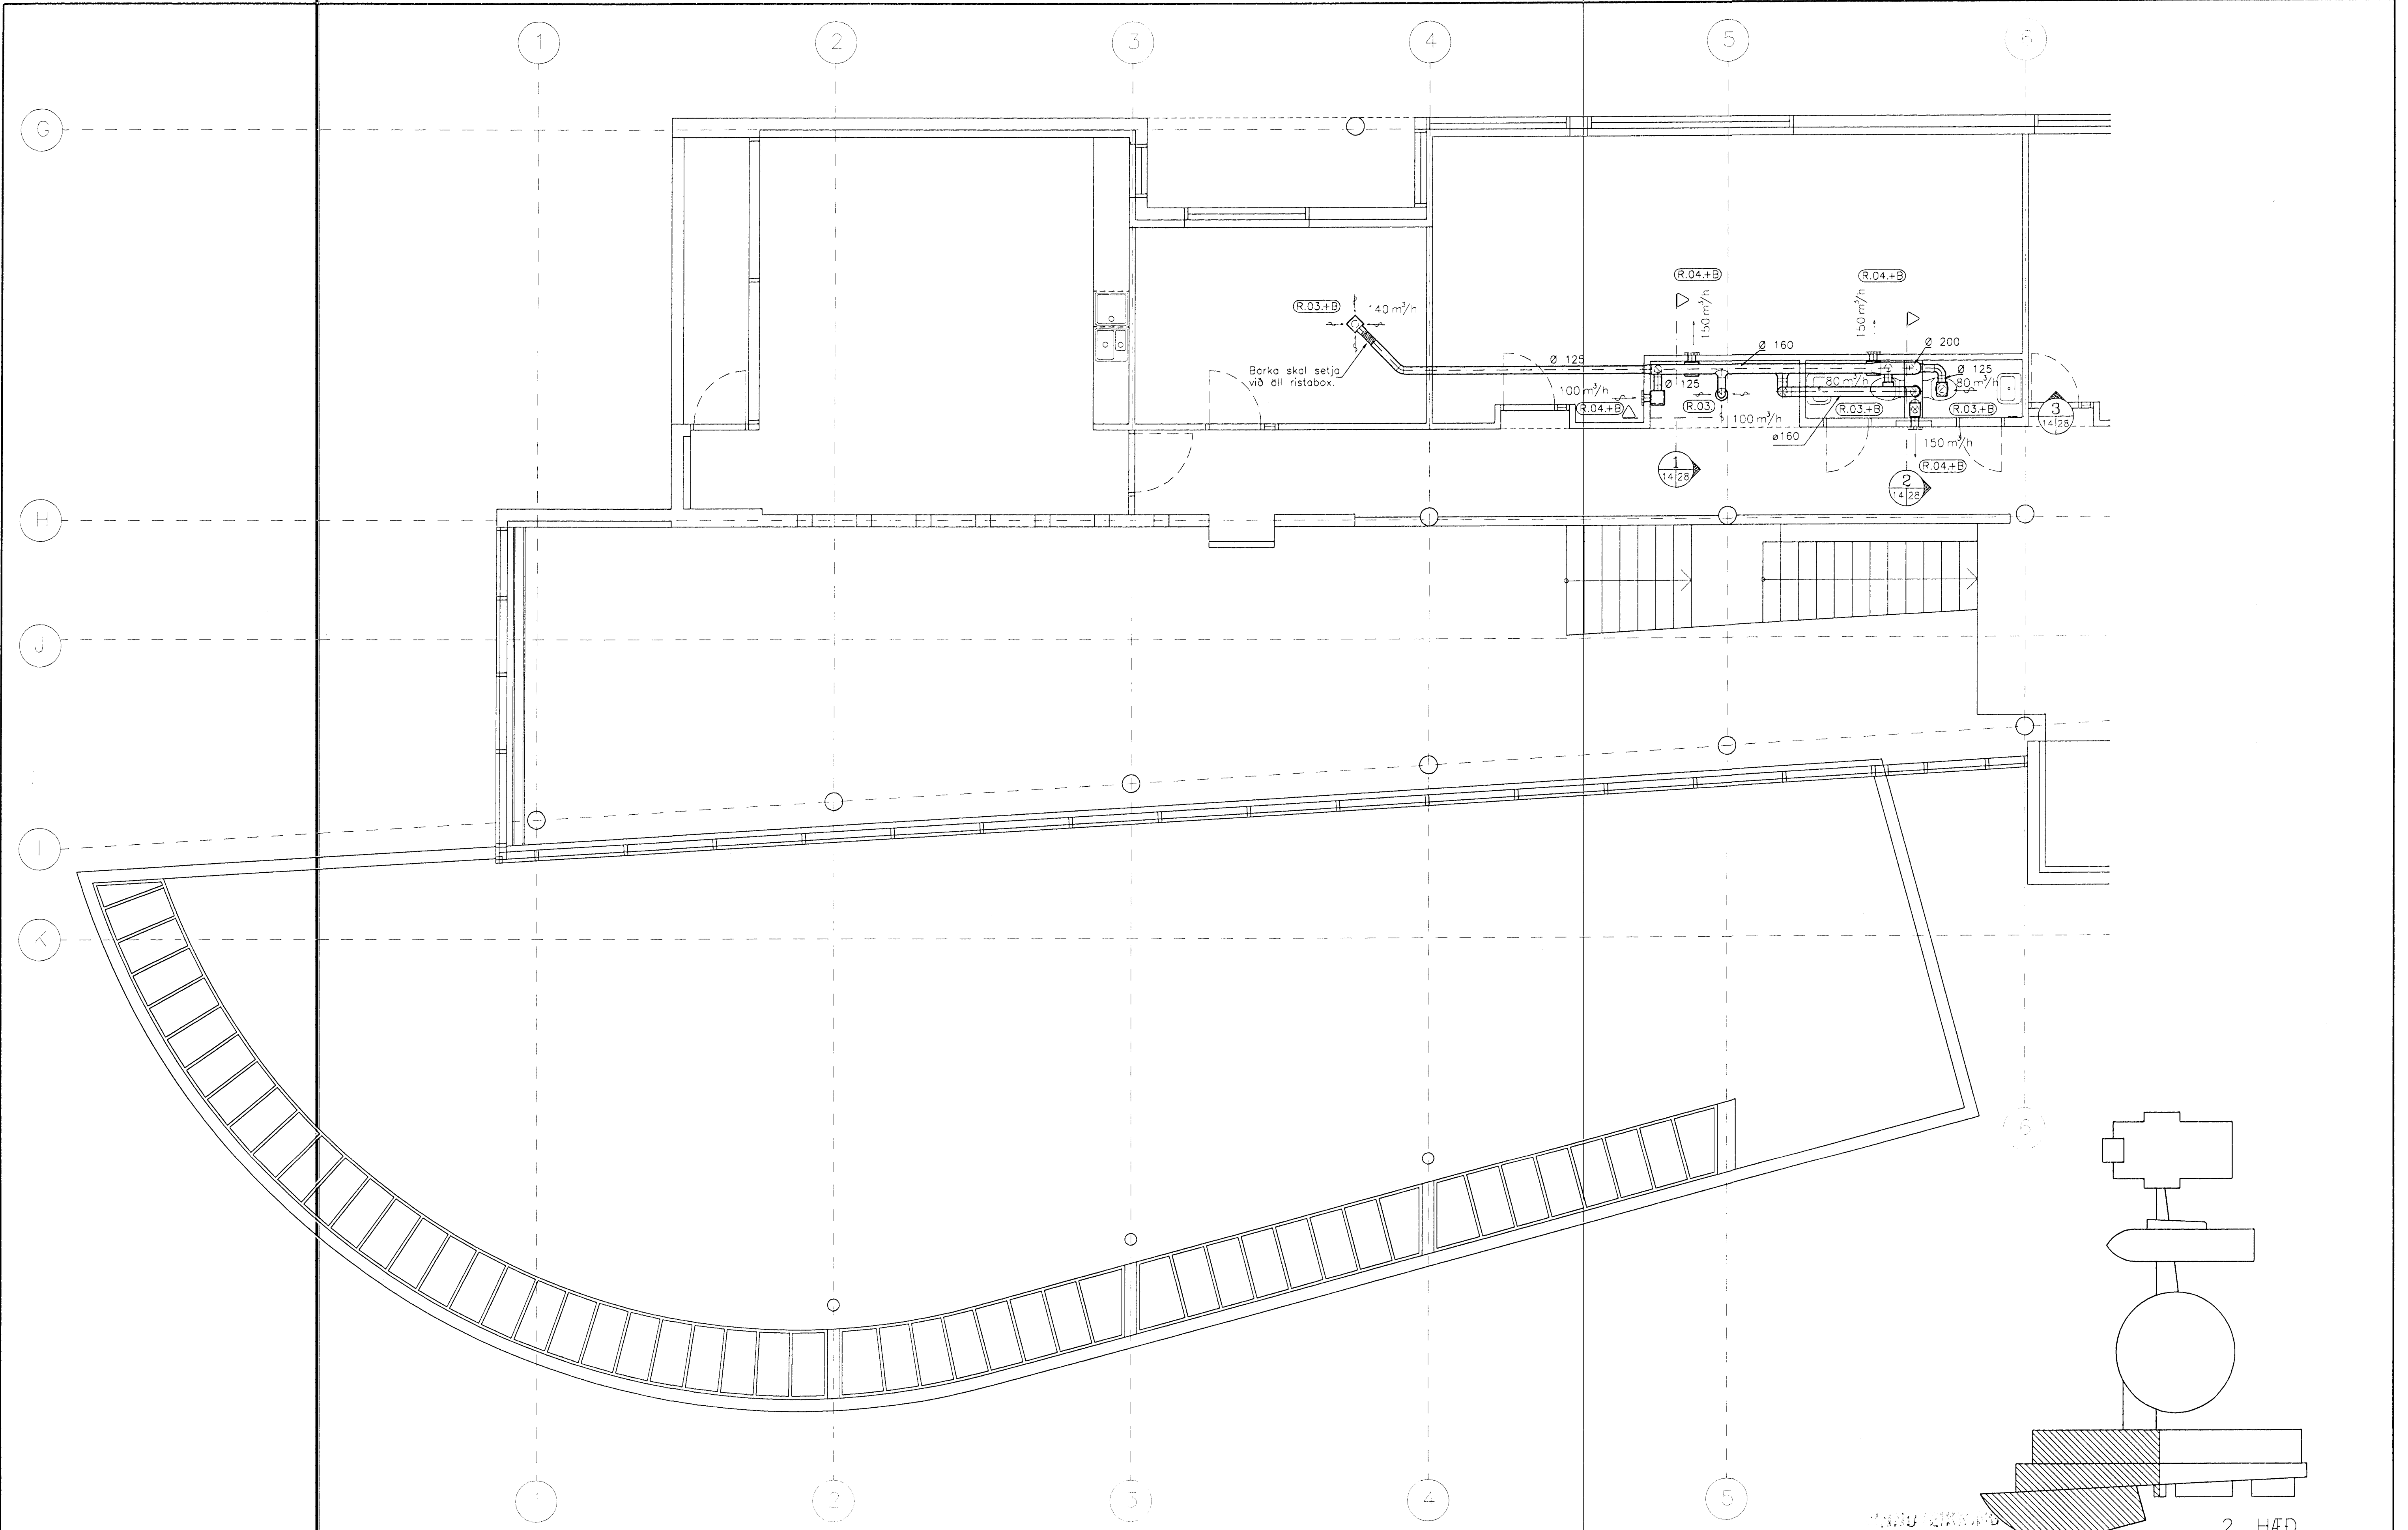 1 2 3 4 5 6
G
R.04.+B R.04.+B
150 m³/h 150 m³/h
R.03.+B 140 m³/h
Ø 160 Ø 200
Barka skal setja
við öll ristabox.
Ø 125 Ø 125
100 m³/h Ø 125 80 m³/h 80 m³/h
R.04.+B R.03 R.03.+B R.03.+B
100 m³/h
ø160
3
14 28
150 m³/h
R.04.+B
1
14 28
2
14 28
H
J
I
K
6
1 2 3 4 5
2. HÆÐ